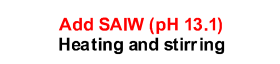 Add SAIW (pH 13.1)
Heating and stirring